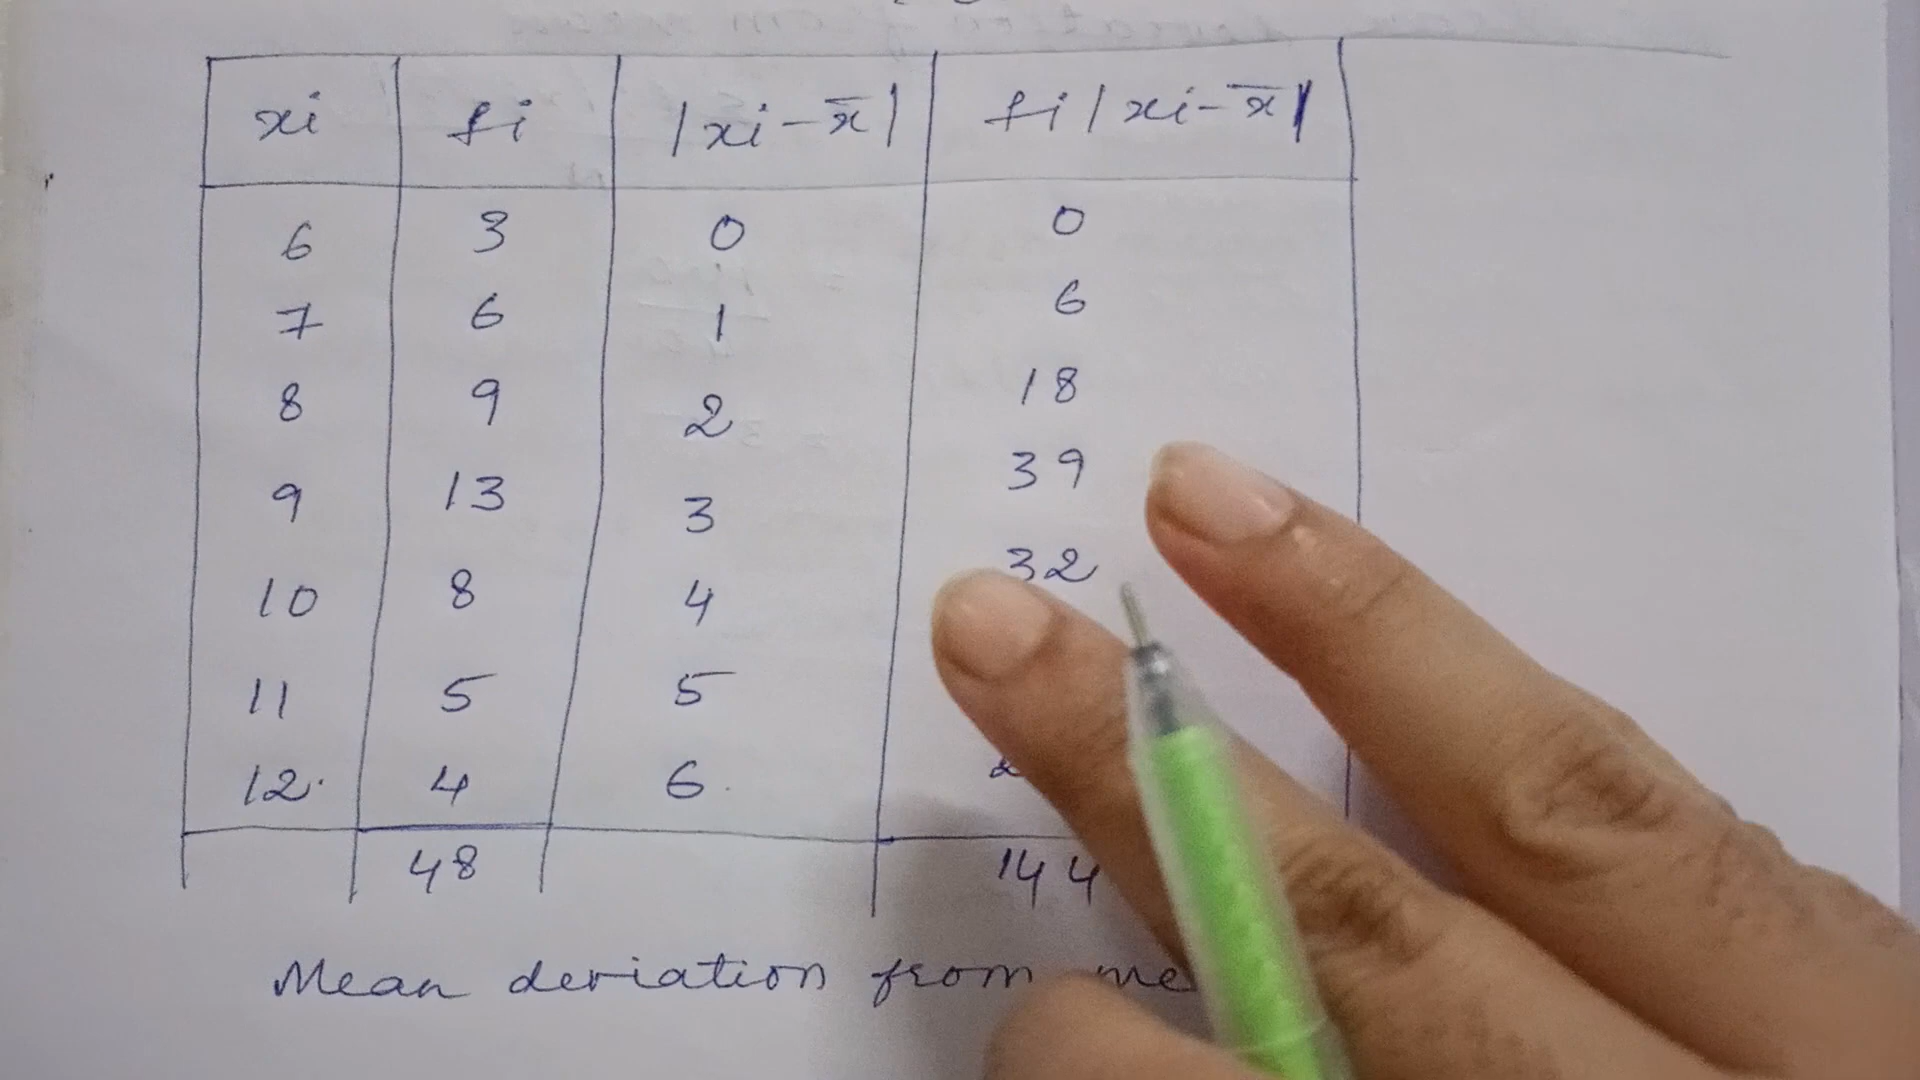 xi fi |xi-x̄| fi|xi-x̄|
6 3 0 0
7 6 1 6
8 9 2 18
9 13 3 39
10 8 4 32
11 5 5
12. 4 6.
48 144
Mean deviation from